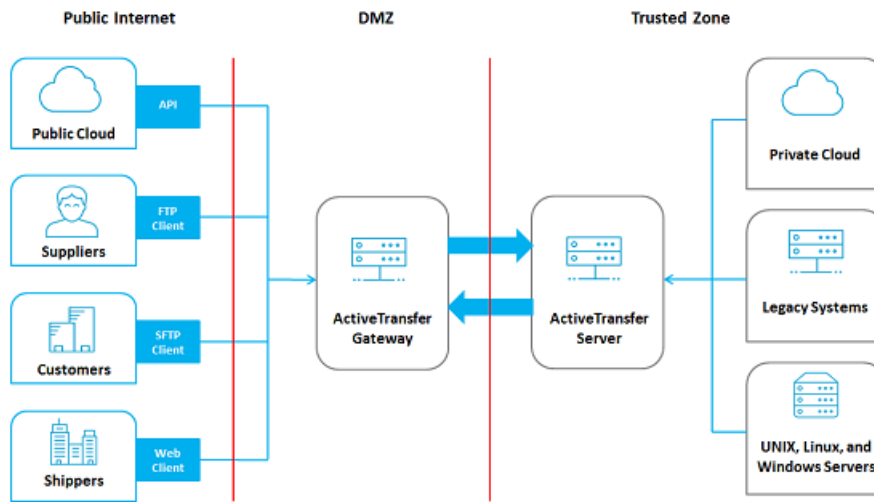 Public Internet
DMZ
Trusted Zone
Public Cloud
API
Suppliers
FTP
Client
Customers
SFTP
Client
Shippers
Web
Client
ActiveTransfer
Gateway
ActiveTransfer
Server
Private Cloud
Legacy Systems
UNIX, Linux, and
Windows Servers